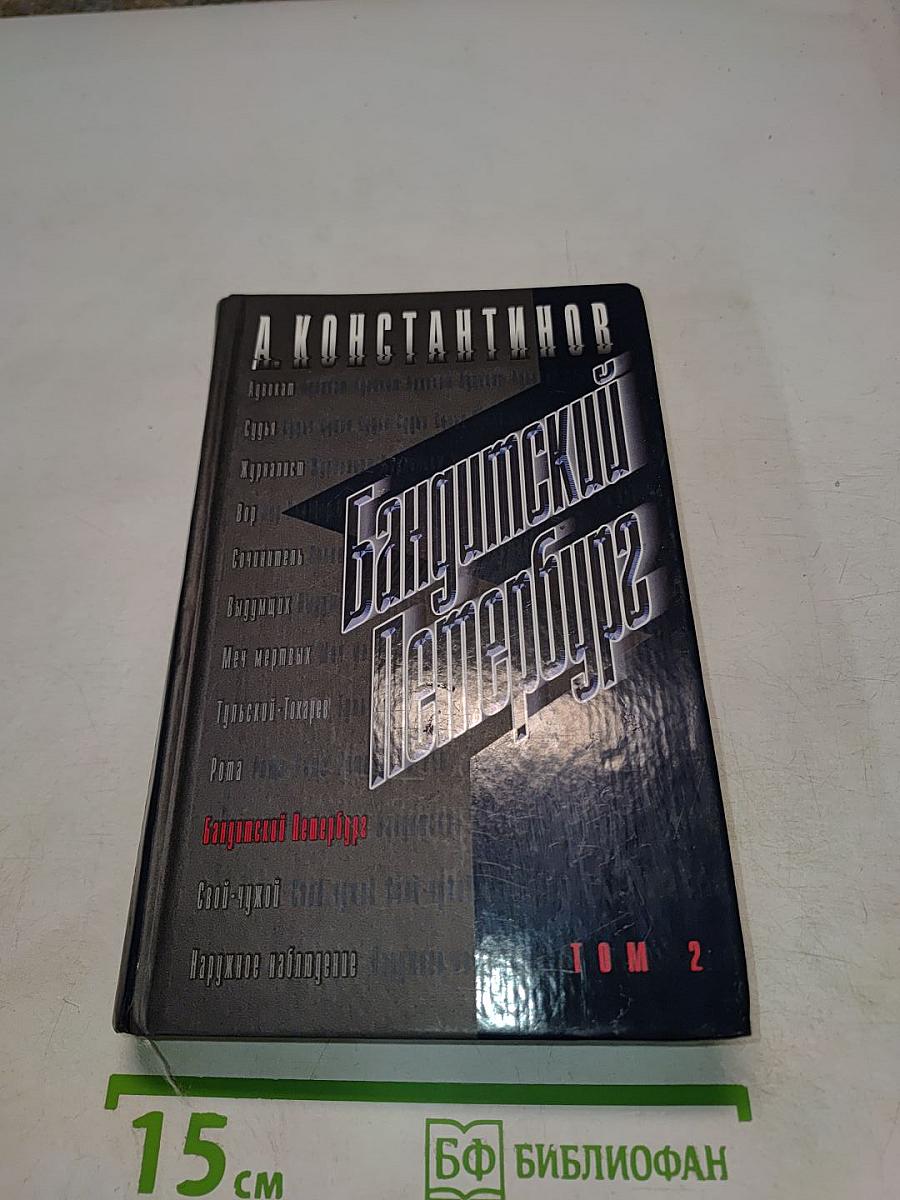 А. КОНСТАНТИНОВ
Адвокат
Судья
Журналист
Вор
Сочинитель
Выдумщик
Меч мертвых
Тульский-Токарев
Рота
Бандитский Петербург
Свой-чужой
Наружное наблюдение
Бандитский
Петербург
ТОМ 2
15 см
БФ БИБЛИОФАН